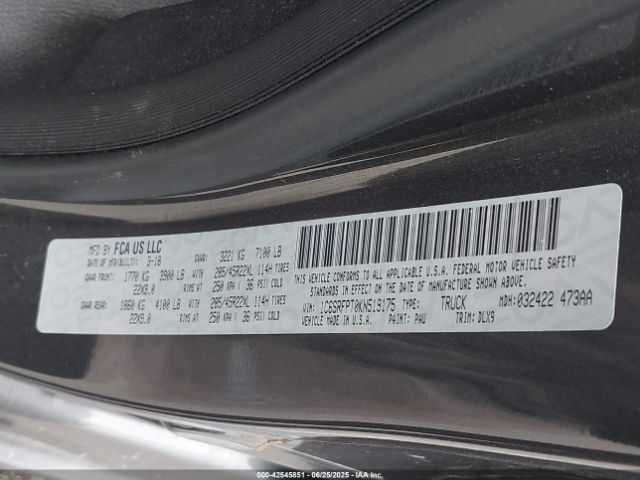 MFD BY: FCA US LLC
DATE OF MFR/BUILT: 3-18 GVWR: 3221 KG 7100 LB
GAWR FRONT: 1770 KG 3900 LB WITH 285/45R22XL 114H TIRES
22X9.0 RIMS AT 250 KPA ( 36 PSI) COLD
GAWR REAR: 1860 KG 4100 LB WITH 285/45R22XL 114H TIRES
22X9.0 RIMS AT 250 KPA ( 36 PSI) COLD
THIS VEHICLE CONFORMS TO ALL APPLICABLE U.S.A. FEDERAL MOTOR VEHICLE SAFETY
STANDARDS IN EFFECT ON THE DATE OF MANUFACTURE SHOWN ABOVE.
VIN: 1C6SRFPT0KN519175 TYPE: TRUCK MDH: 032422 473AA
VEHICLE MADE IN U.S.A. PAINT: PAU TRIM: DLX9
00-42545851 | 06/25/2025 | IAA Inc.